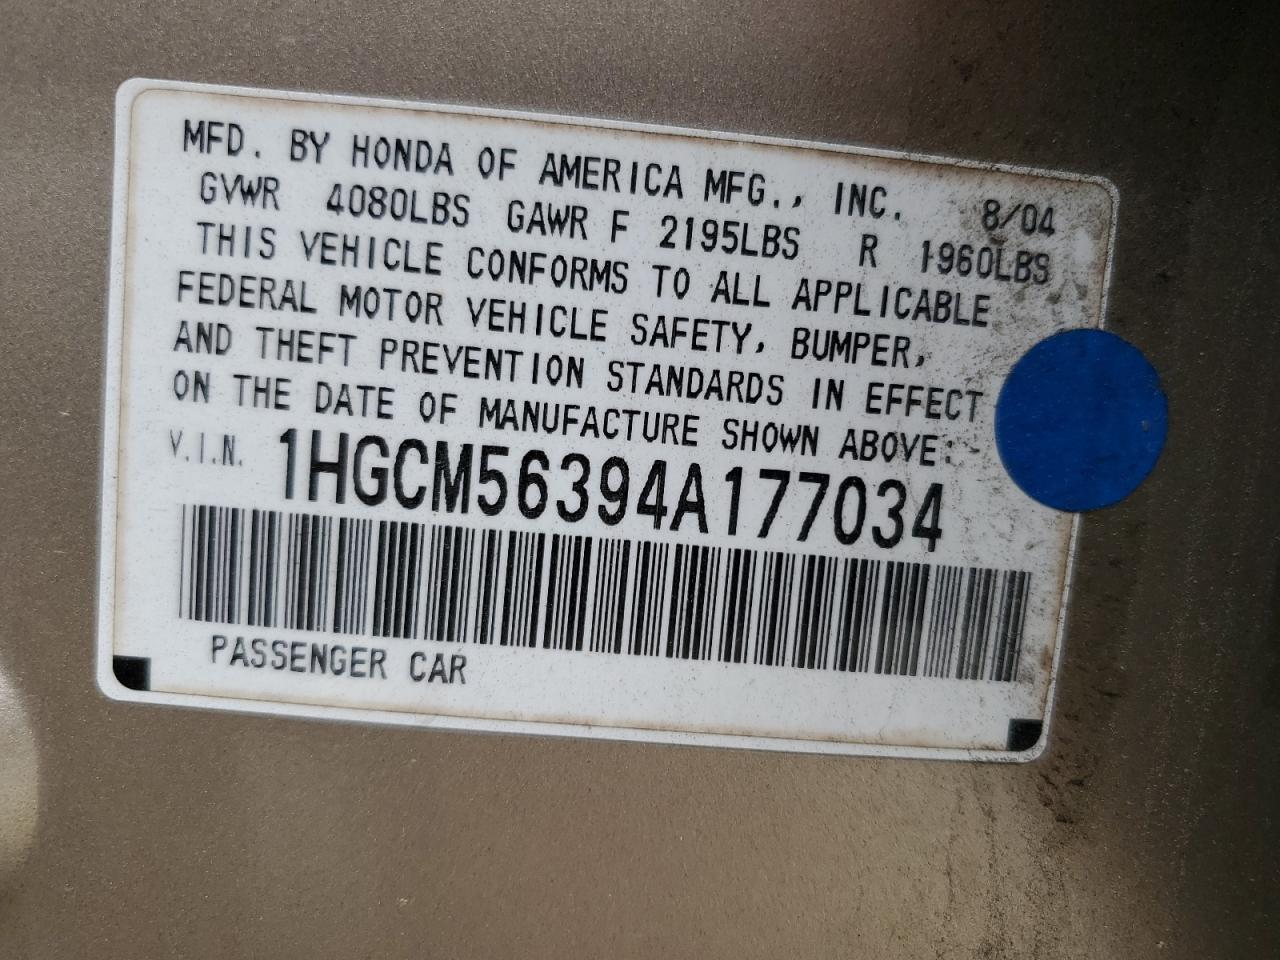 MFD. BY HONDA OF AMERICA MFG., INC. 8/04
GVWR 4080LBS GAWR F 2195LBS R 1960LBS
THIS VEHICLE CONFORMS TO ALL APPLICABLE
FEDERAL MOTOR VEHICLE SAFETY, BUMPER,
AND THEFT PREVENTION STANDARDS IN EFFECT
ON THE DATE OF MANUFACTURE SHOWN ABOVE:
V.I.N. 1HGCM56394A177034
PASSENGER CAR